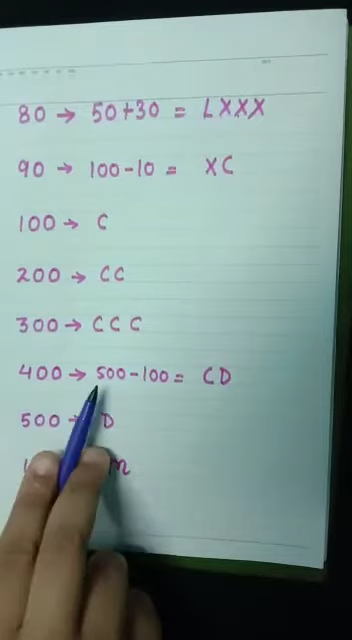 80 → 50+30 = LXXX
90 → 100-10 = XC
100 → C
200 → CC
300 → CCC
400 → 500-100 = CD
500 → D